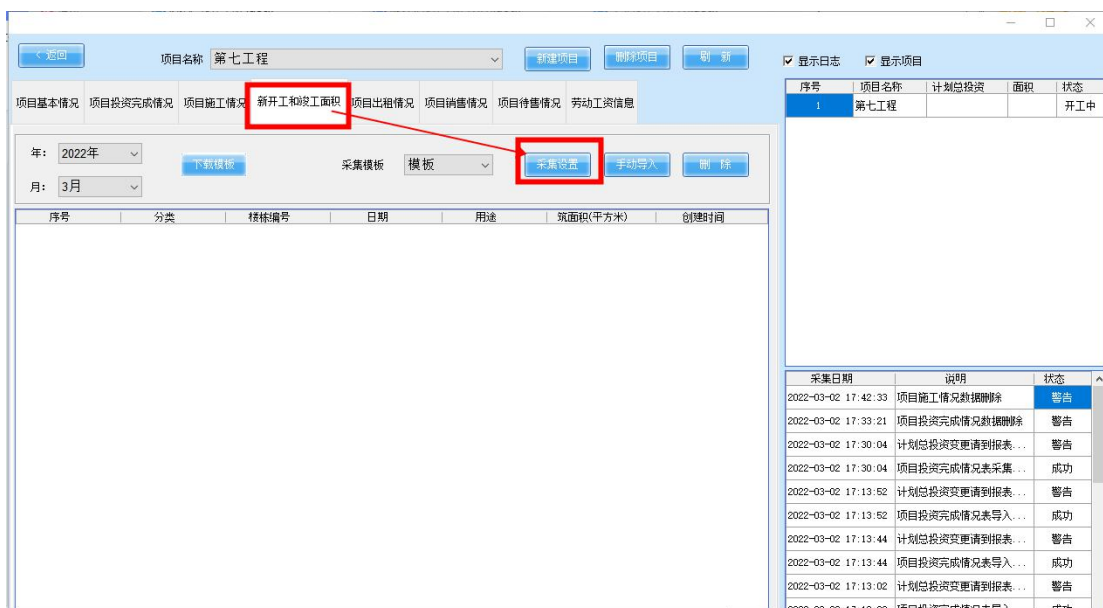 < 返回 项目名称 第七工程 新建项目 删除项目 刷 新 显示日志 显示项目
项目基本情况 项目投资完成情况 项目施工情况 新开工和竣工面积 项目出租情况 项目销售情况 项目待售情况 劳动工资信息
序号 项目名称 计划总投资 面积 状态
1 第七工程 开工中
年: 2022年 下载模板 采集模板 模板 采集设置 手动导入 删 除
月: 3月
序号 分类 楼栋编号 日期 用途 筑面积(平方米) 创建时间
采集日期 说明 状态
2022-03-02 17:42:33 项目施工情况数据删除 警告
2022-03-02 17:33:21 项目投资完成情况数据删除 警告
2022-03-02 17:30:04 计划总投资变更请到报表... 警告
2022-03-02 17:30:04 项目投资完成情况表采集... 成功
2022-03-02 17:13:52 计划总投资变更请到报表... 警告
2022-03-02 17:13:52 项目投资完成情况表导入... 成功
2022-03-02 17:13:44 计划总投资变更请到报表... 警告
2022-03-02 17:13:44 项目投资完成情况表导入... 成功
2022-03-02 17:13:02 计划总投资变更请到报表... 警告